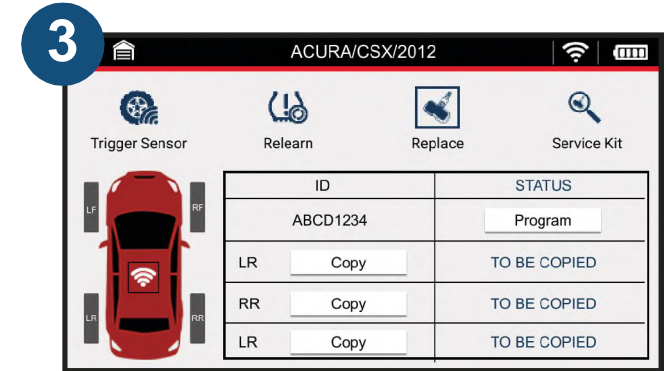 3
ACURA/CSX/2012
Trigger Sensor Relearn Replace Service Kit
ID STATUS
LF RF ABCD1234 Program
LR Copy TO BE COPIED
RR Copy TO BE COPIED
LR RR LR Copy TO BE COPIED